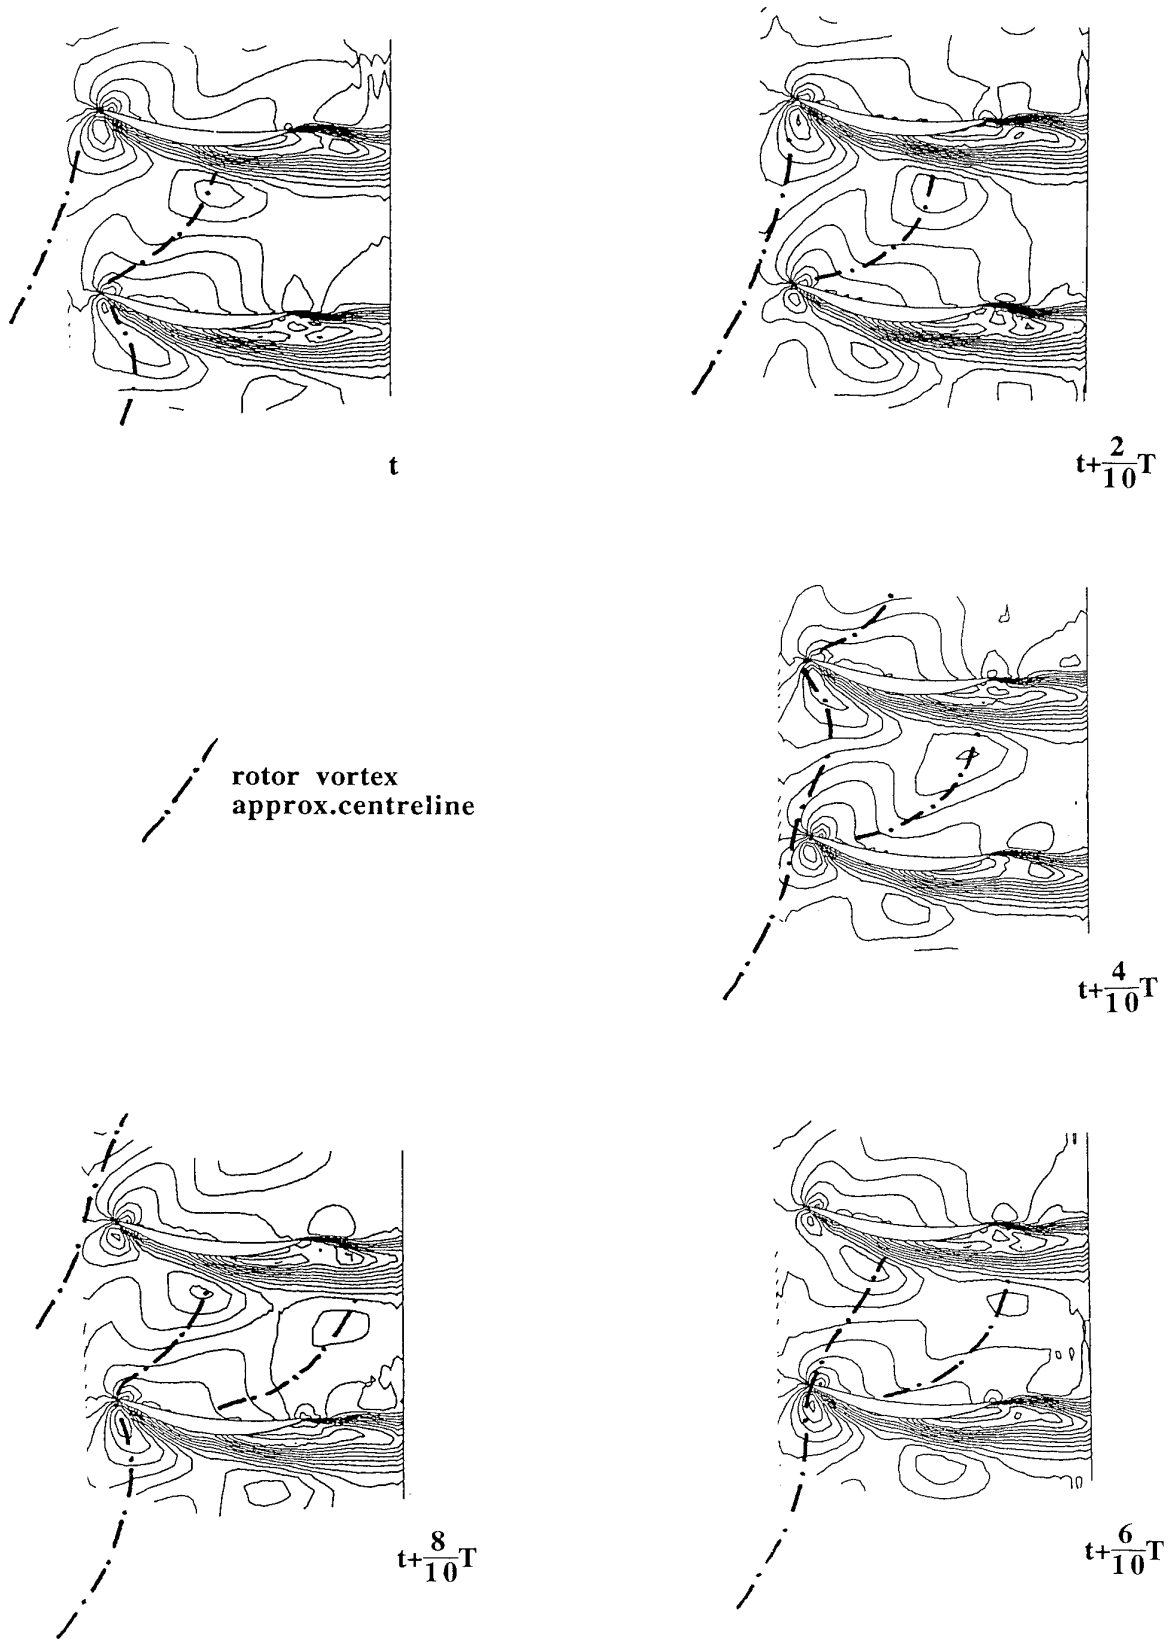 t
t+2/10T
rotor vortex
approx.centreline
t+4/10T
t+8/10T
t+6/10T